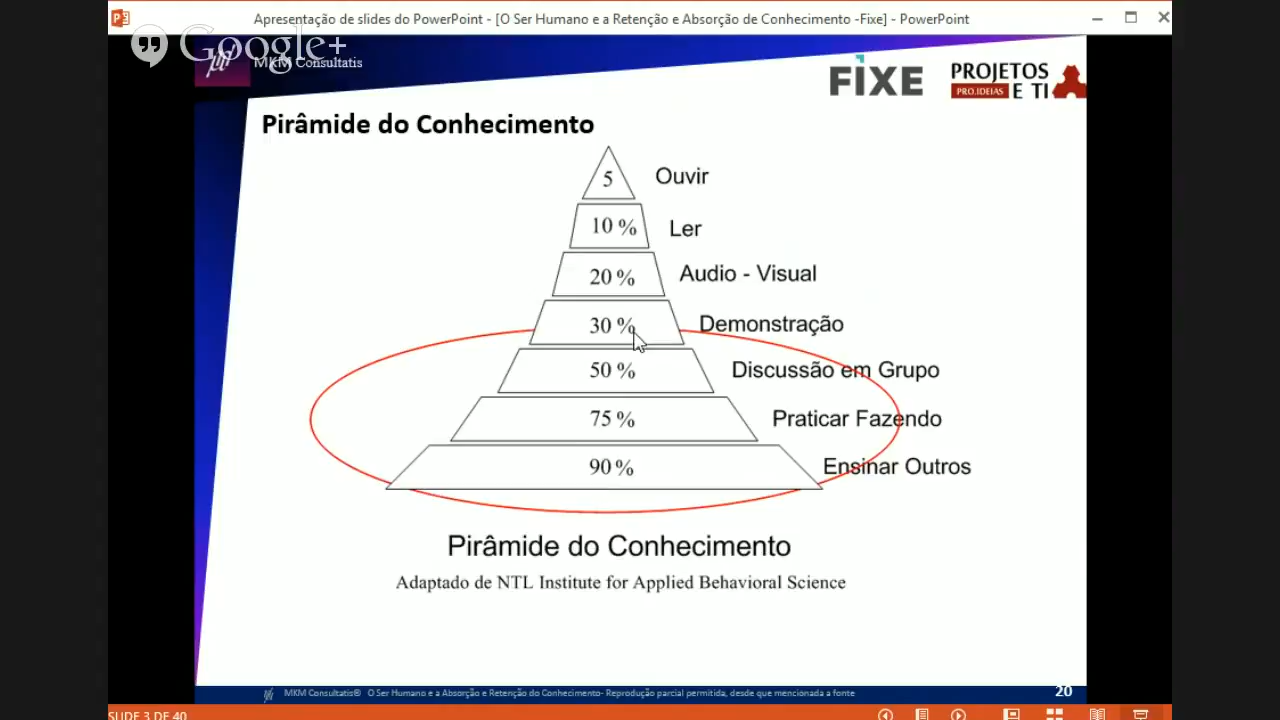 Apresentação de slides do PowerPoint - [O Ser Humano e a Retenção e Absorção de Conhecimento -Fixe] - PowerPoint
Google+
MKM Consultatis
FIXE
PROJETOS
PRO.IDEIAS E TI
Pirâmide do Conhecimento
5 Ouvir
10 % Ler
20 % Audio - Visual
30 % Demonstração
50 % Discussão em Grupo
75 % Praticar Fazendo
90 % Ensinar Outros
Pirâmide do Conhecimento
Adaptado de NTL Institute for Applied Behavioral Science
MKM Consultatis® O Ser Humano e a Absorção e Retenção do Conhecimento- Reprodução parcial permitida, desde que mencionada a fonte
20
SLIDE 3 DE 40